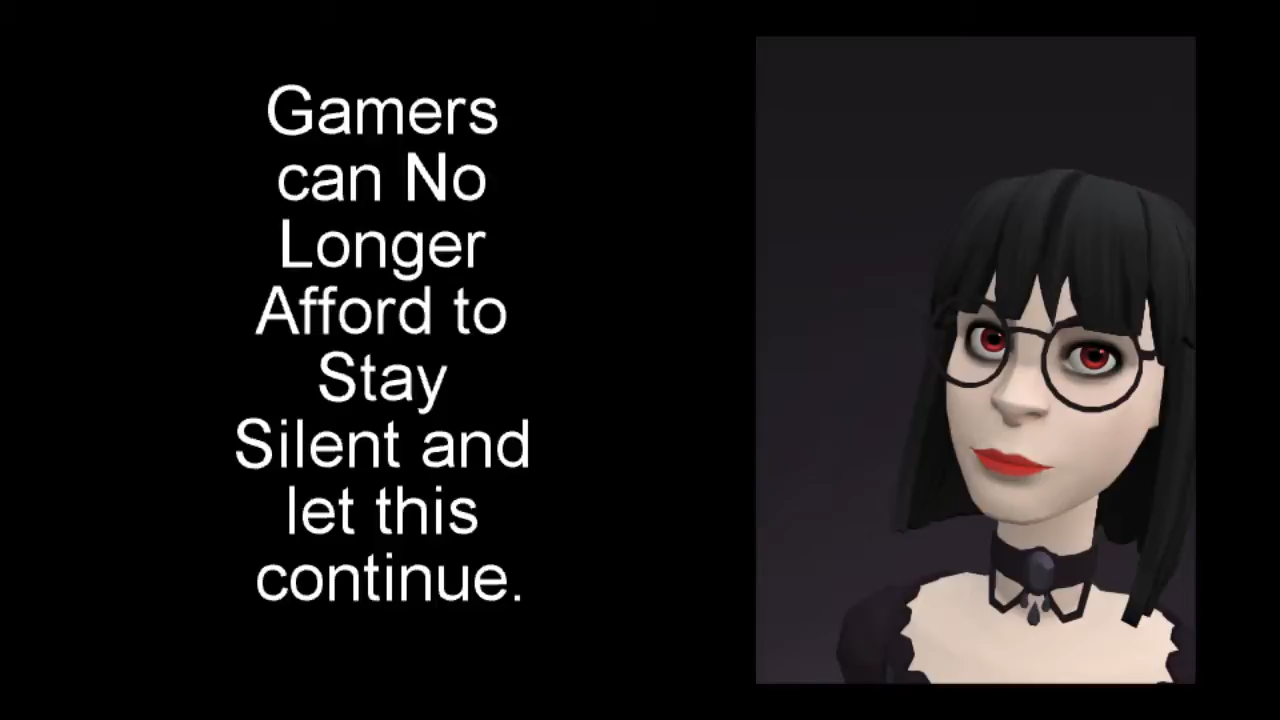 Gamers
can No
Longer
Afford to
Stay
Silent and
let this
continue.